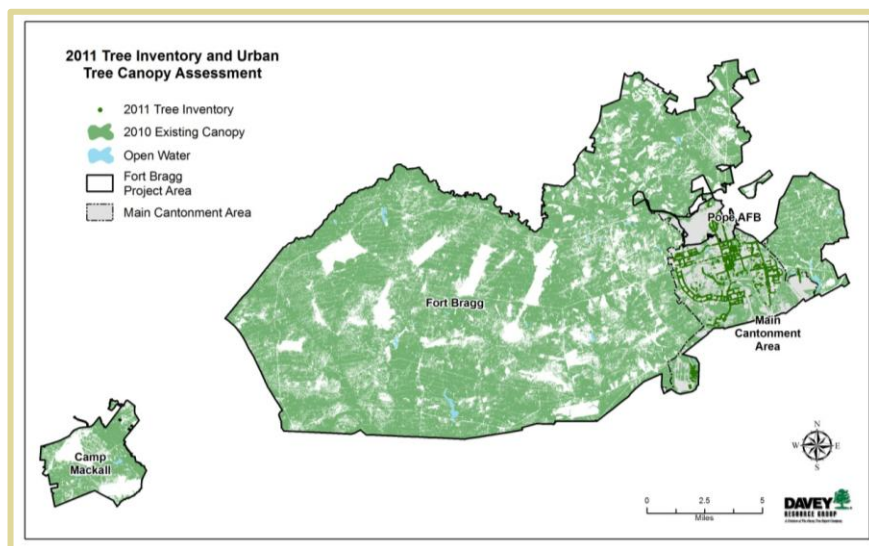 2011 Tree Inventory and Urban
Tree Canopy Assessment
2011 Tree Inventory
2010 Existing Canopy
Open Water
Fort Bragg
Project Area
Main Cantonment Area
Pope AFB
Fort Bragg
Main
Cantonment
Area
Camp
Mackall
N
W E
S
0 2.5 5
Miles
DAVEY
RESOURCE GROUP